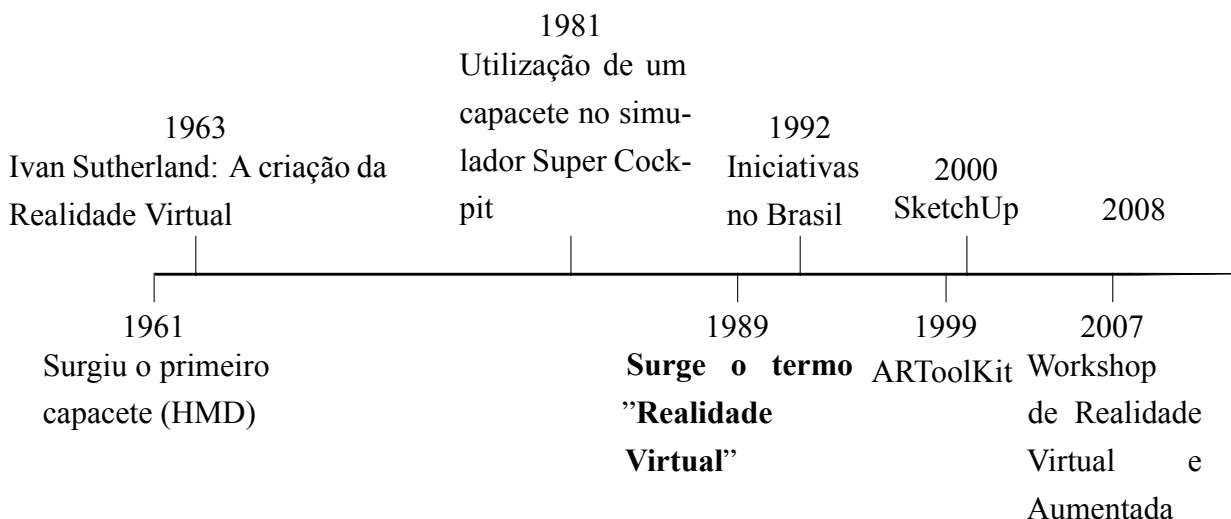 1981
Utilização de um
capacete no simu-
lador Super Cock-
pit
1963
Ivan Sutherland: A criação da
Realidade Virtual
1992
Iniciativas
no Brasil
2000
SketchUp
2008
1961
Surgiu o primeiro
capacete (HMD)
1989
Surge o termo
”Realidade
Virtual”
1999
ARToolKit
2007
Workshop
de Realidade
Virtual e
Aumentada